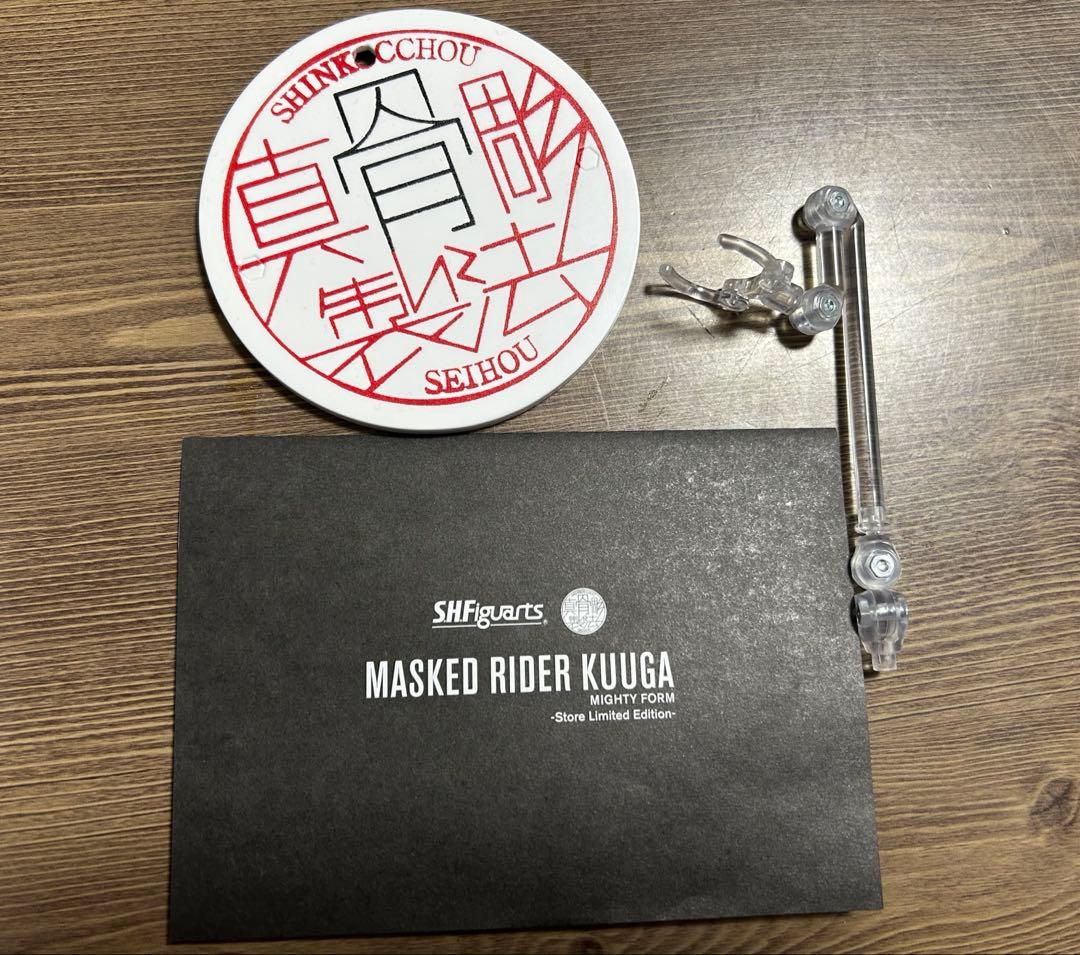 SHINKOCCHOU
真骨彫
製法
SEIHOU
S.H.Figuarts®
MASKED RIDER KUUGA
MIGHTY FORM
-Store Limited Edition-